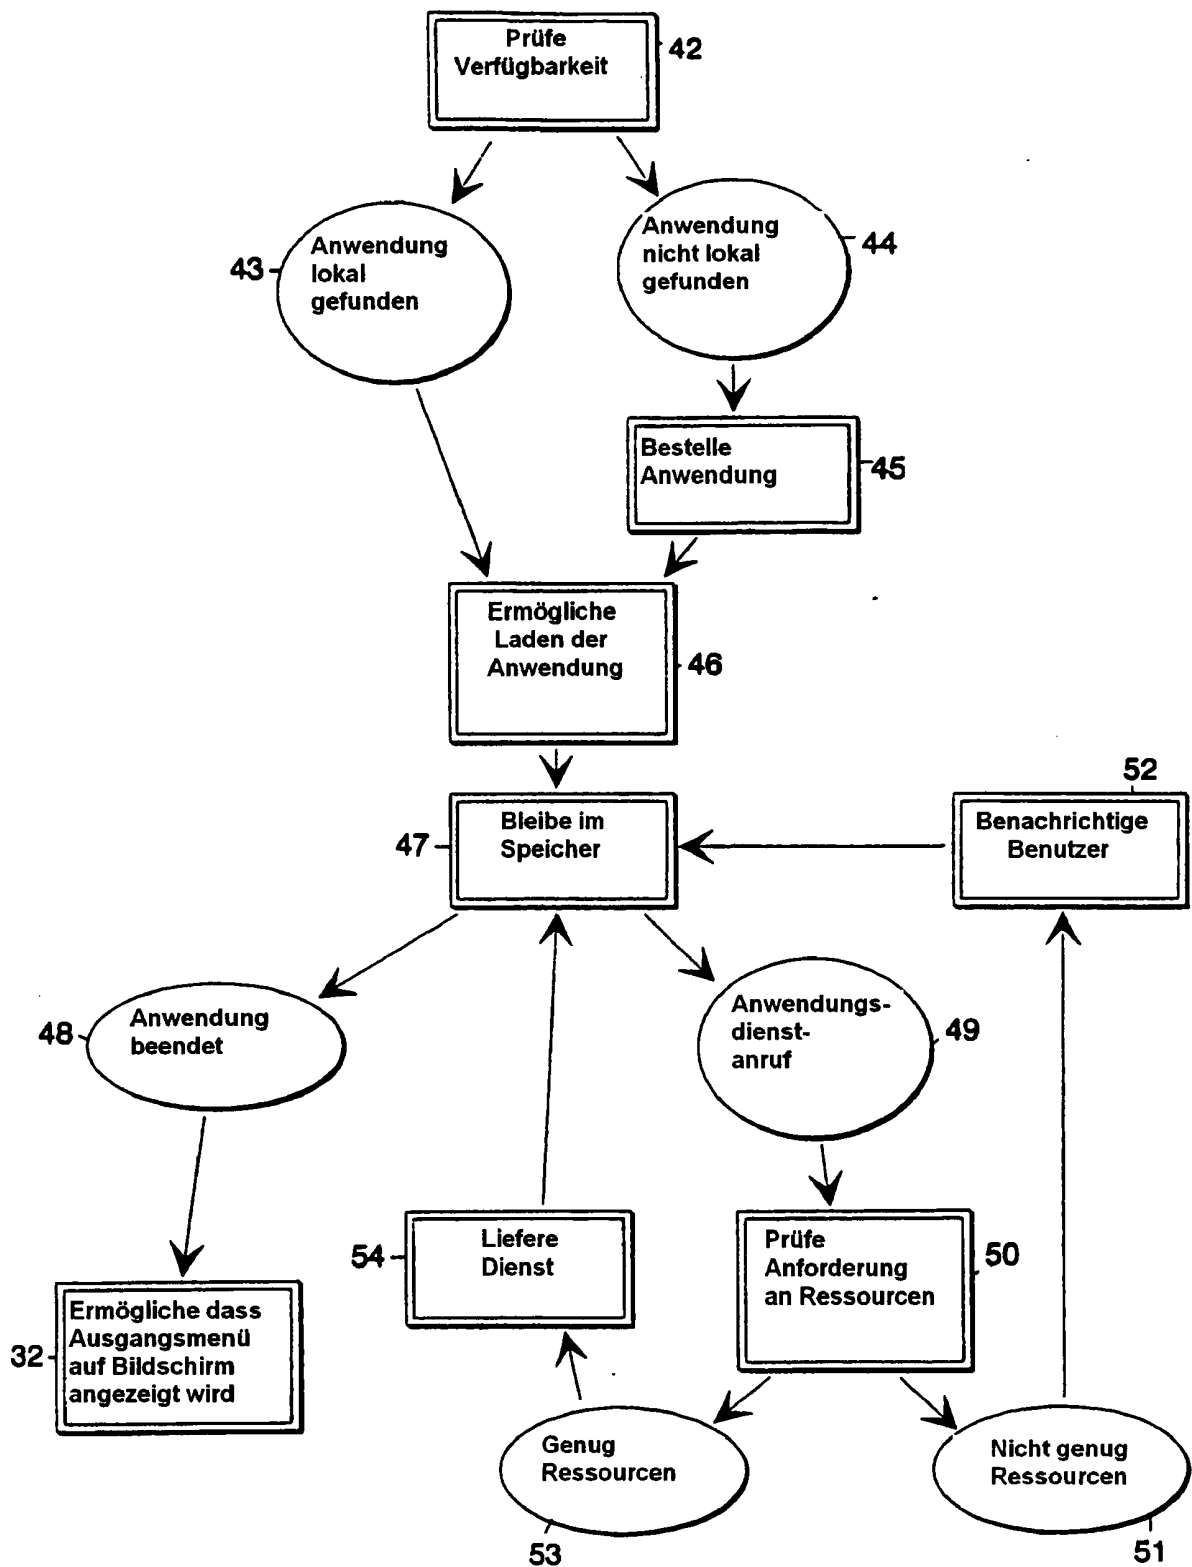 Prüfe
Verfügbarkeit
42
Anwendung
lokal
gefunden
43
Anwendung
nicht lokal
gefunden
44
Bestelle
Anwendung
45
Ermögliche
Laden der
Anwendung
46
52
Bleibe im
Speicher
47
Benachrichtige
Benutzer
Anwendung
beendet
48
Anwendungs-
dienst-
anruf
49
Liefere
Dienst
54
Prüfe
Anforderung
an Ressourcen
50
Ermögliche dass
Ausgangsmenü
auf Bildschirm
angezeigt wird
32
Genug
Ressourcen
53
Nicht genug
Ressourcen
51